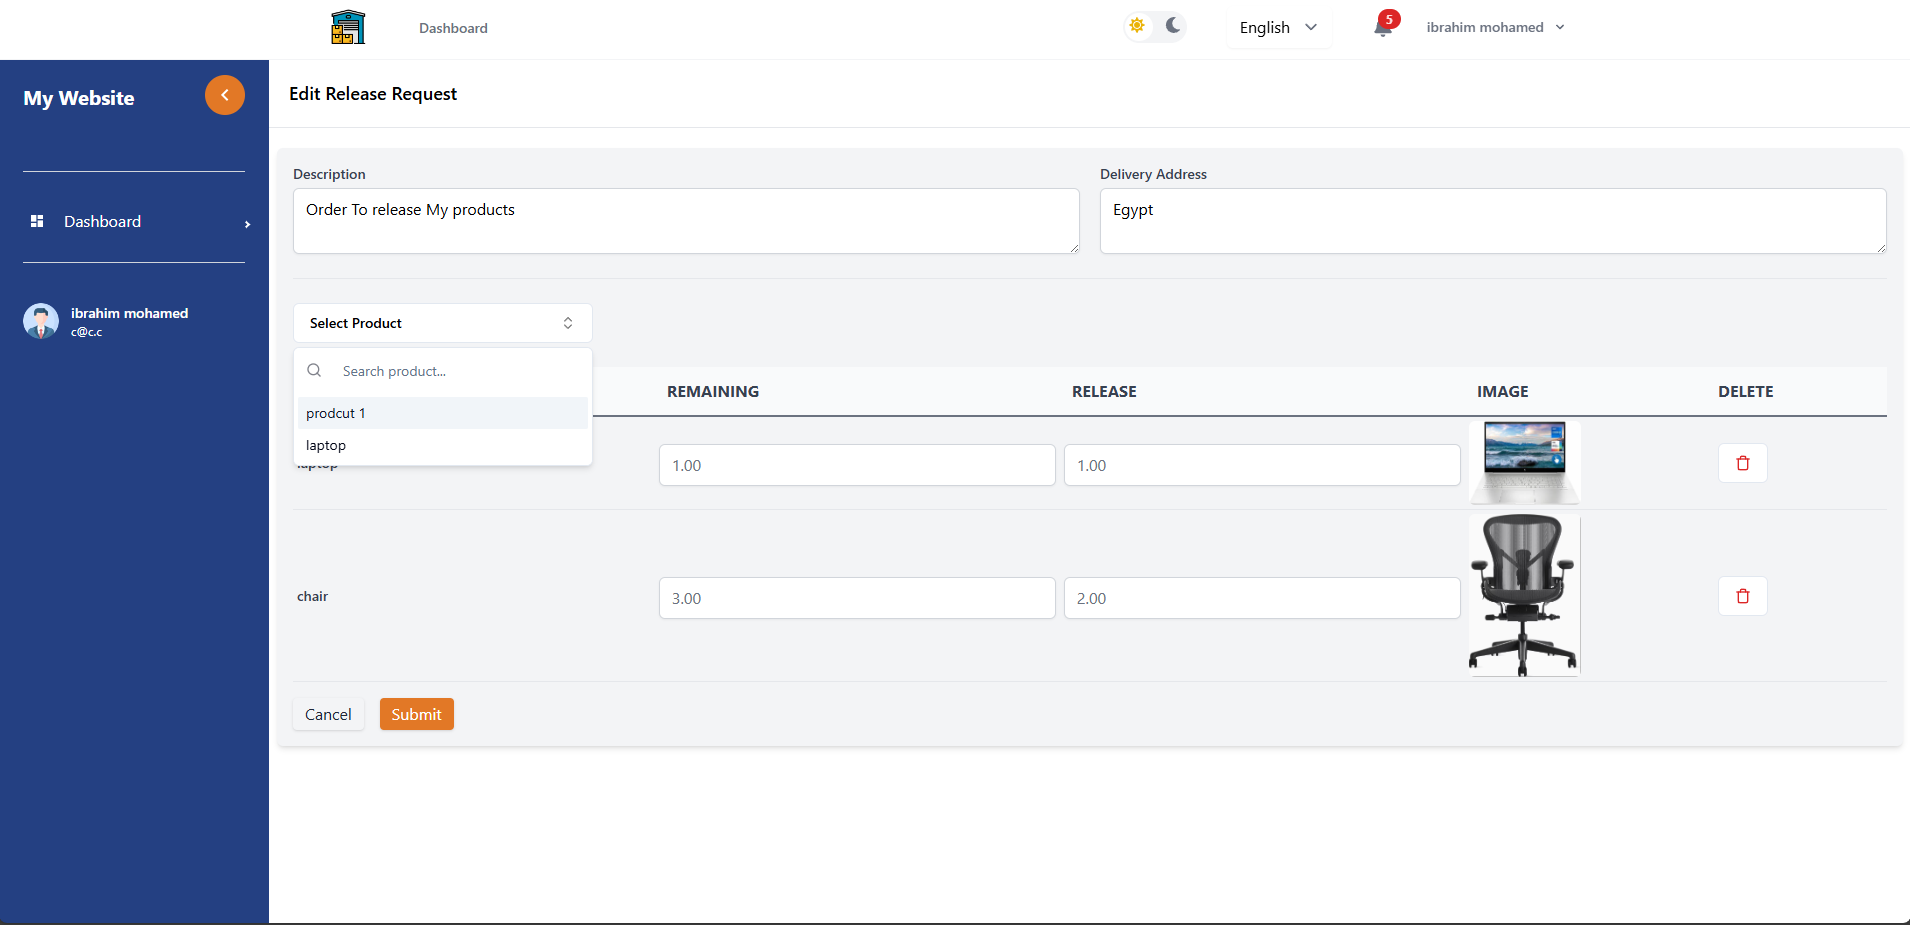 Dashboard
English
5
ibrahim mohamed
My Website
Dashboard
ibrahim mohamed
c@c.c
Edit Release Request
Description
Delivery Address
Order To release My products
Egypt
Select Product
Search product...
prodcut 1
laptop
REMAINING
RELEASE
IMAGE
DELETE
laptop
1.00
1.00
chair
3.00
2.00
Cancel
Submit